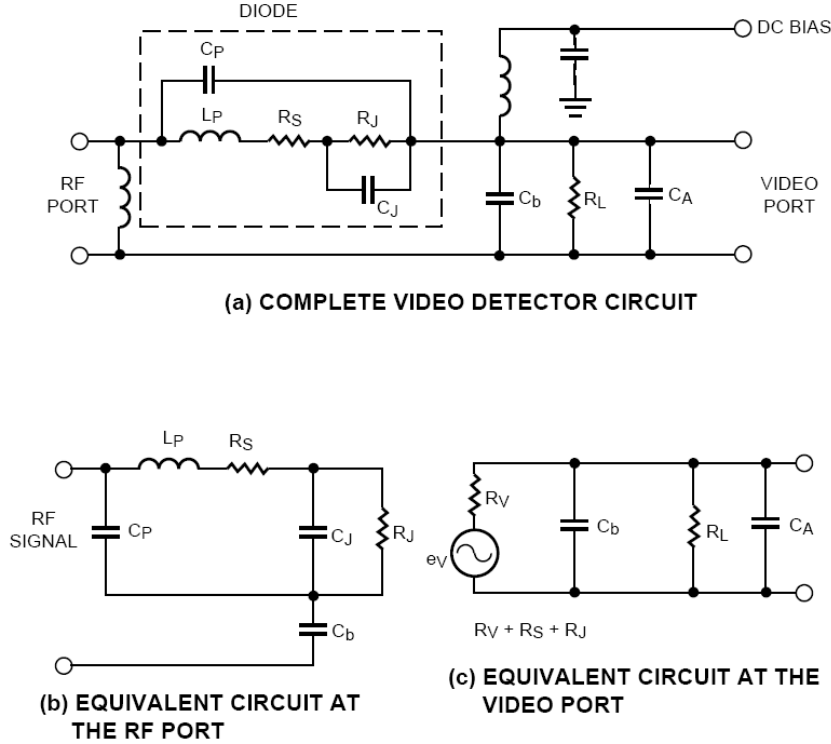 DIODE
DC BIAS
CP
LP
RS
RJ
CJ
RF
PORT
Cb
RL
CA
VIDEO
PORT
(a) COMPLETE VIDEO DETECTOR CIRCUIT
LP
RS
RF
SIGNAL
CP
CJ
RJ
Cb
(b) EQUIVALENT CIRCUIT AT
THE RF PORT
RV
eV
Cb
RL
CA
RV + RS + RJ
(c) EQUIVALENT CIRCUIT AT THE
VIDEO PORT